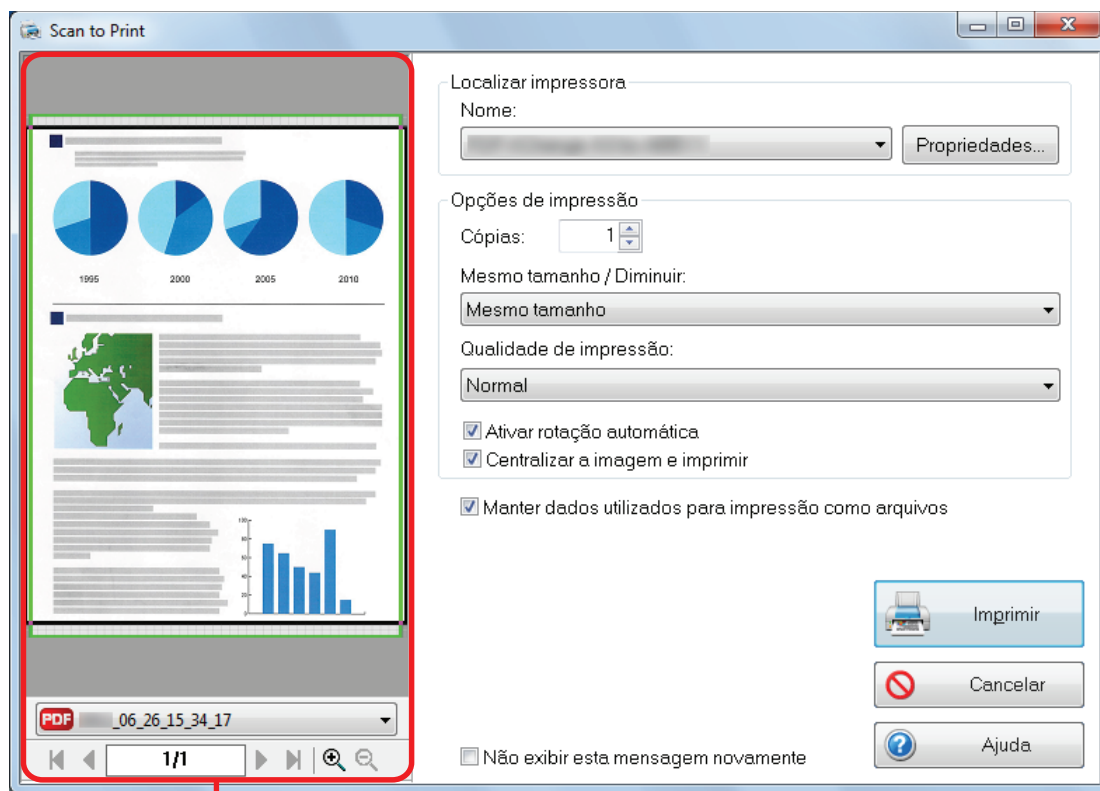 Scan to Print
Localizar impressora
Nome:
Propriedades...
Opções de impressão
Cópias: 1
Mesmo tamanho / Diminuir:
Mesmo tamanho
Qualidade de impressão:
Normal
Ativar rotação automática
Centralizar a imagem e imprimir
Manter dados utilizados para impressão como arquivos
Imprimir
Cancelar
Ajuda
Não exibir esta mensagem novamente
1995 2000 2005 2010
PDF _06_26_15_34_17
1/1